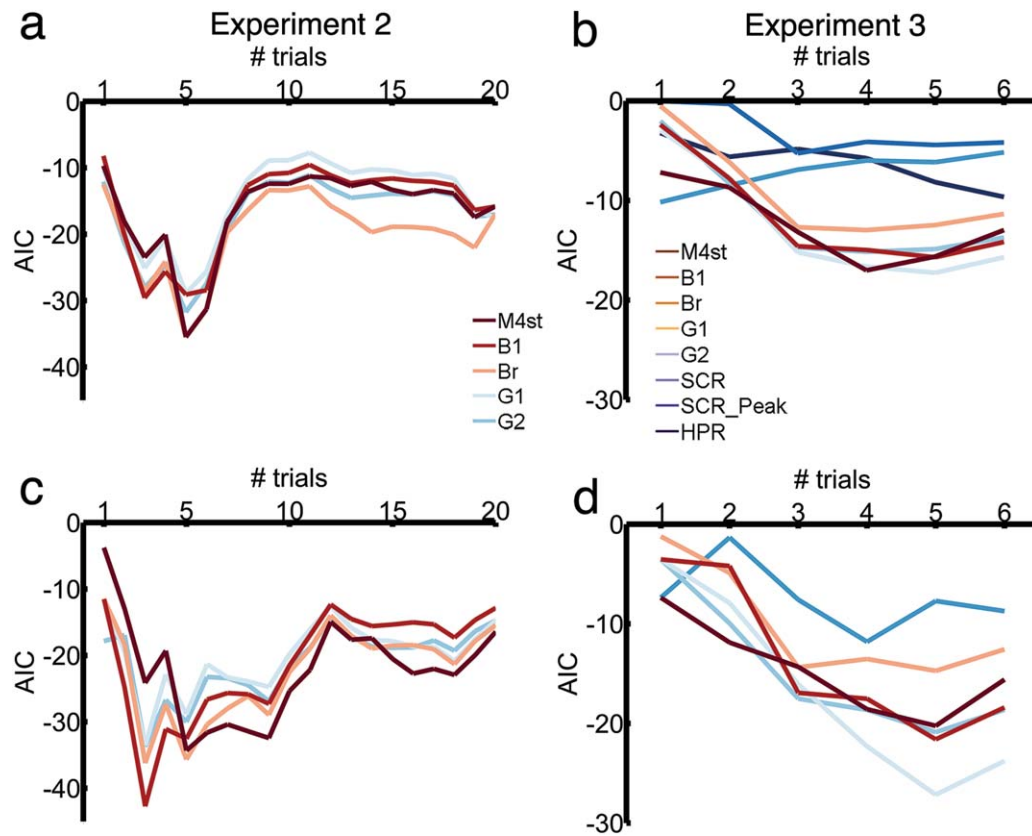 a
Experiment 2
# trials
1 5 10 15 20
0
-10
-20
-30
-40
AIC
M4st
B1
Br
G1
G2
b
Experiment 3
# trials
1 2 3 4 5 6
0
-10
-20
-30
AIC
M4st
B1
Br
G1
G2
SCR
SCR_Peak
HPR
c
# trials
1 5 10 15 20
0
-10
-20
-30
-40
AIC
d
# trials
1 2 3 4 5 6
0
-10
-20
-30
AIC